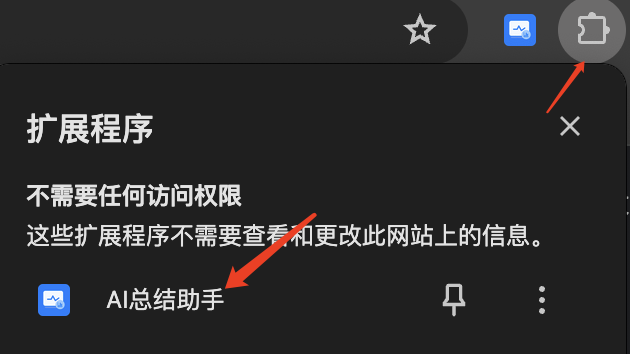 扩展程序
不需要任何访问权限
这些扩展程序不需要查看和更改此网站上的信息。
AI总结助手